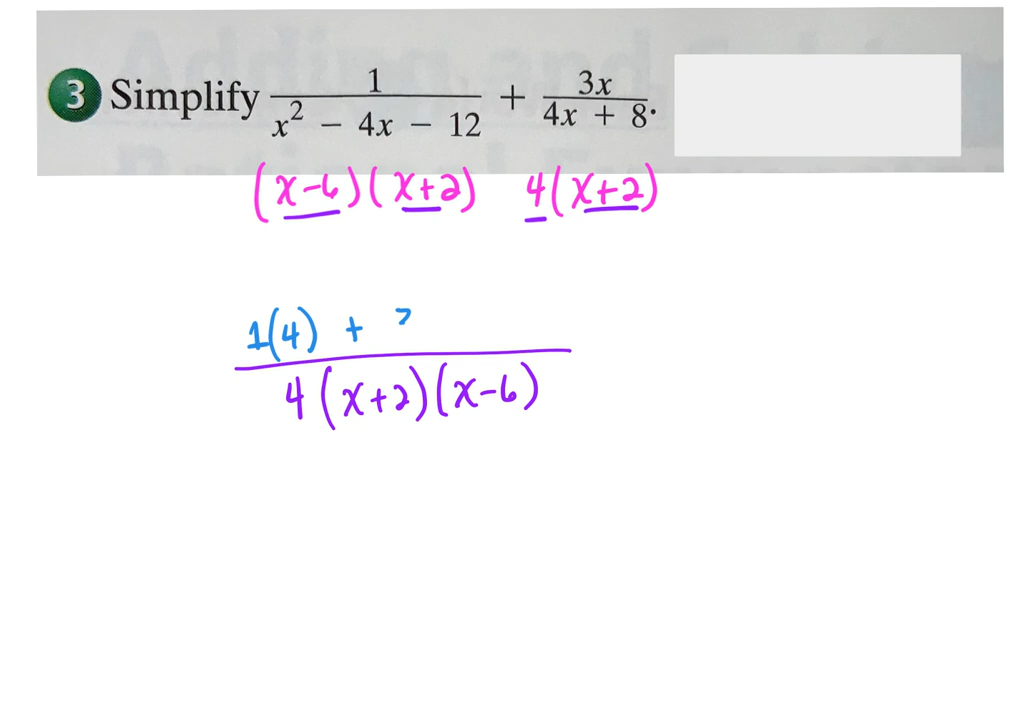 3 Simplify 1/(x² − 4x − 12) + 3x/(4x + 8).
(x-6)(x+2) 4(x+2)
1(4) +
4(x+2)(x-6)